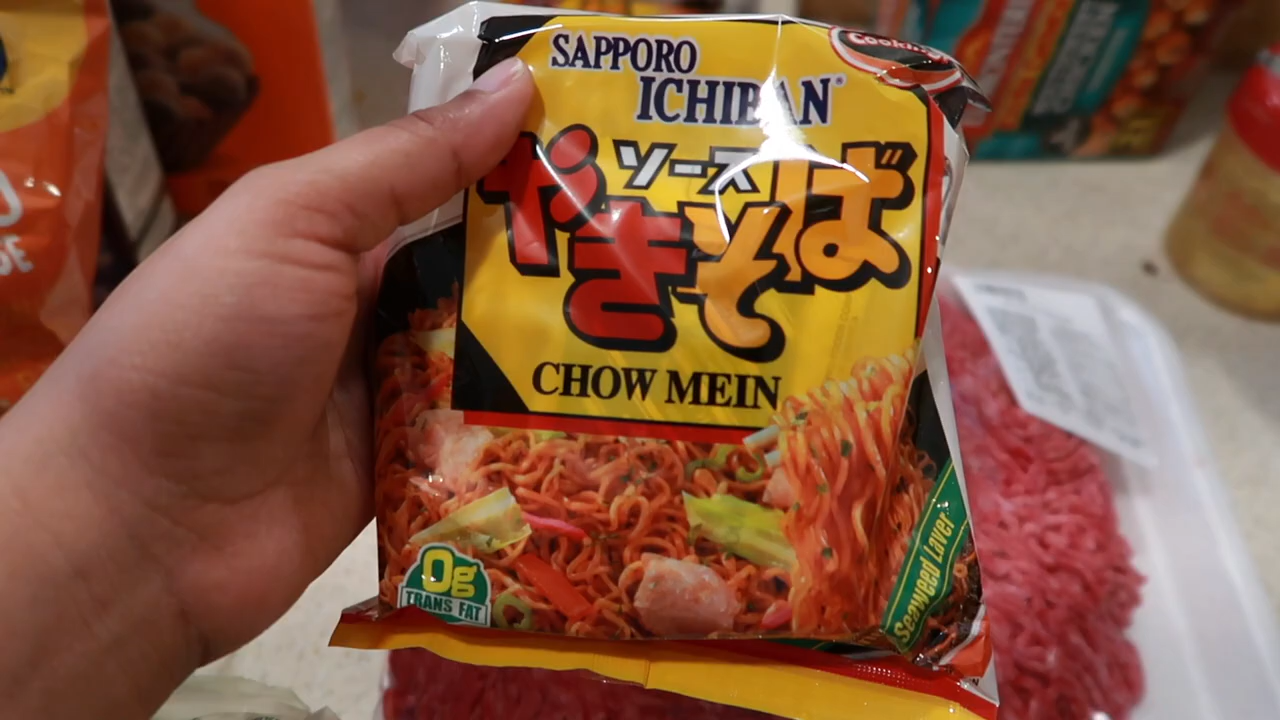 SAPPORO
ICHIBAN®
ソース
やきそば
CHOW MEIN
0g
TRANS FAT
Seaweed Laver